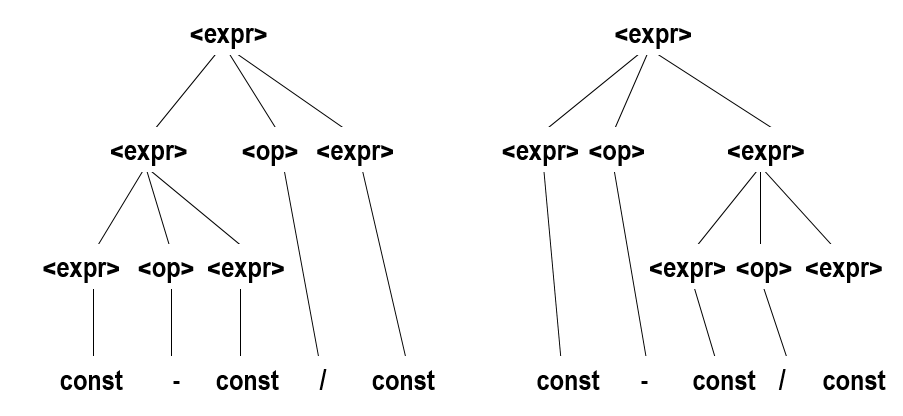 <expr> <expr>
<expr> <op> <expr> <expr> <op> <expr>
<expr> <op> <expr> <expr> <op> <expr>
const - const / const const - const / const